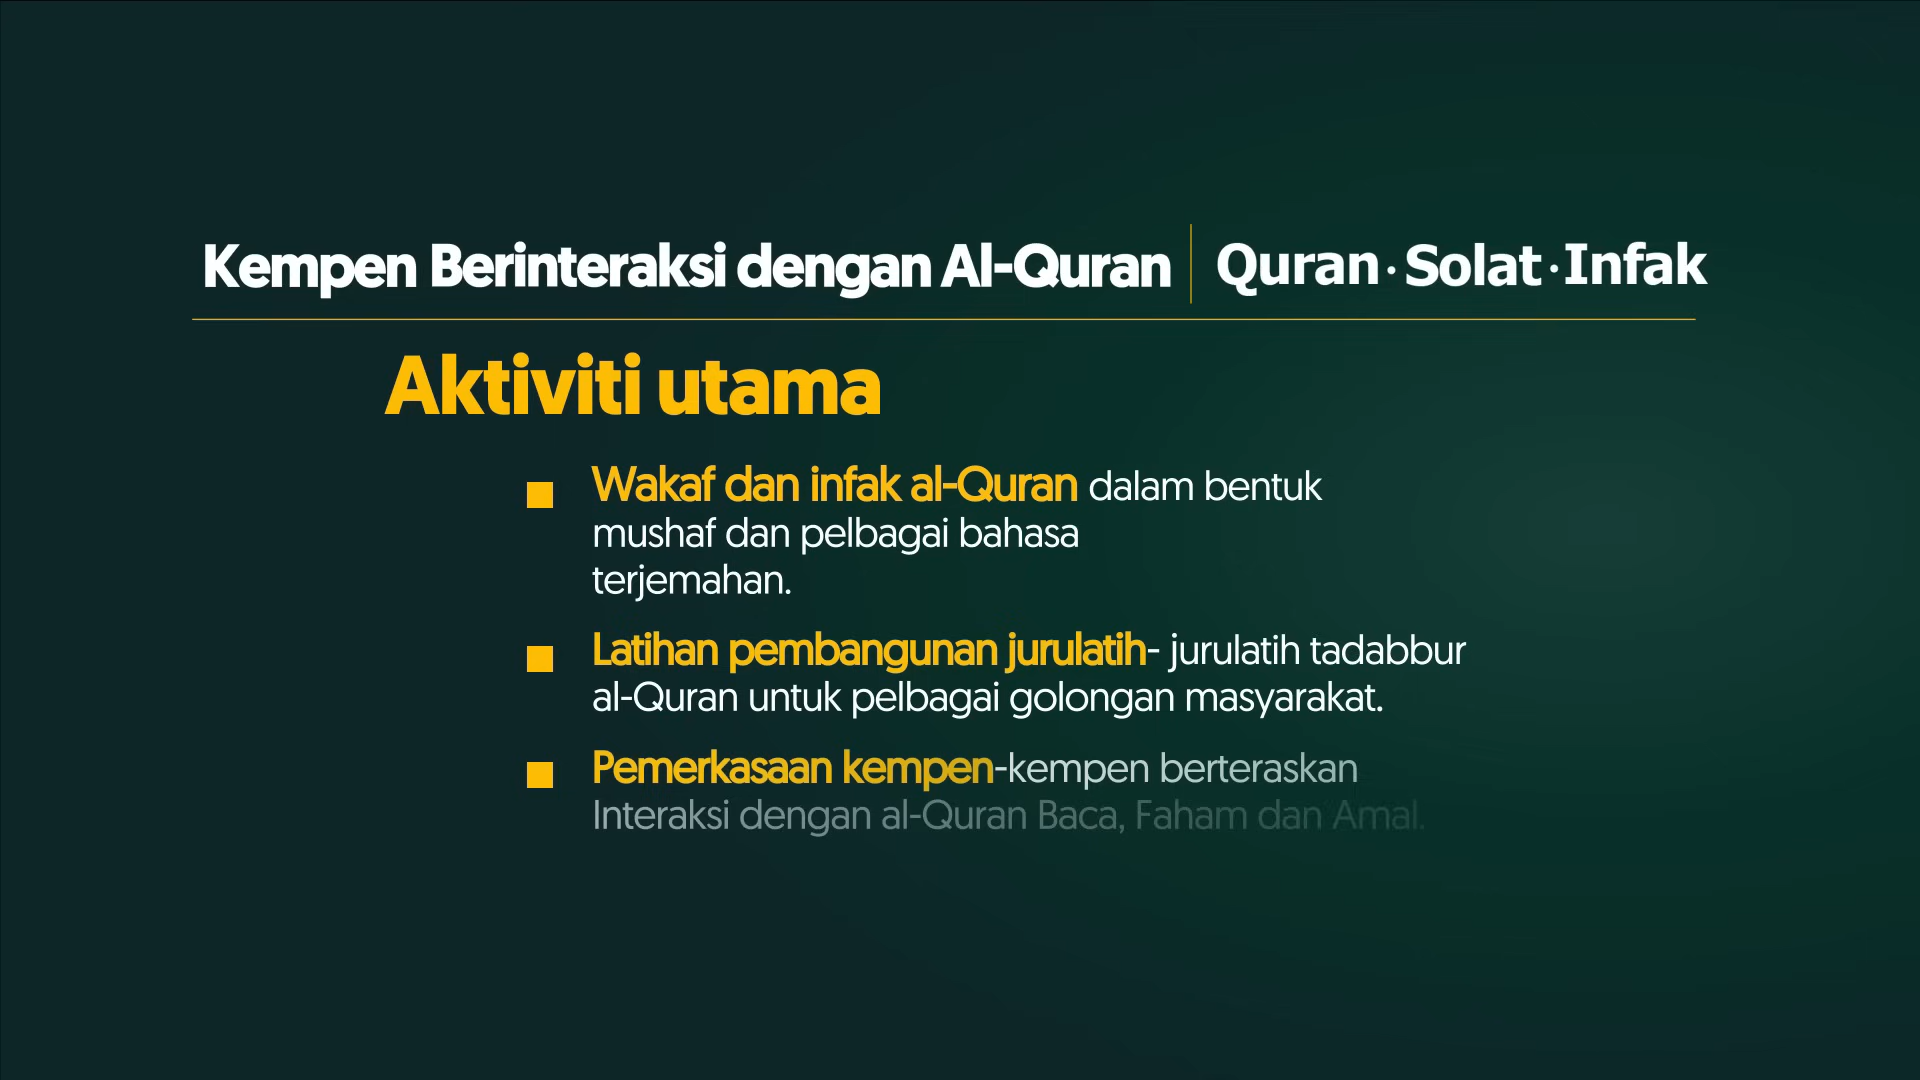 Kempen Berinteraksi dengan Al-Quran | Quran · Solat · Infak
Aktiviti utama
Wakaf dan infak al-Quran dalam bentuk
mushaf dan pelbagai bahasa
terjemahan.
Latihan pembangunan jurulatih- jurulatih tadabbur
al-Quran untuk pelbagai golongan masyarakat.
Pemerkasaan kempen-kempen berteraskan
Interaksi dengan al-Quran Baca, Faham dan Amal.